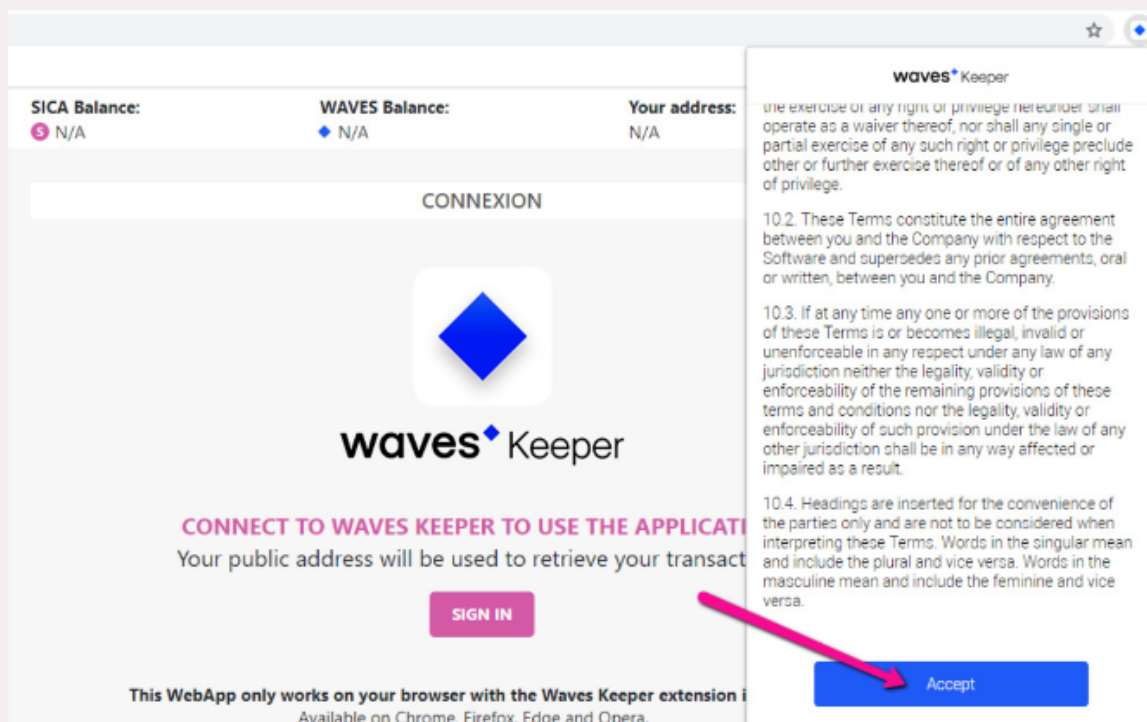 SICA Balance:
WAVES Balance:
Your address:
S N/A
N/A
N/A
CONNEXION
waves Keeper
CONNECT TO WAVES KEEPER TO USE THE APPLICATI
Your public address will be used to retrieve your transact
SIGN IN
This WebApp only works on your browser with the Waves Keeper extension i
Available on Chrome, Firefox, Edge and Opera.
waves Keeper
the exercise of any right or privilege hereunder shall
operate as a waiver thereof, nor shall any single or
partial exercise of any such right or privilege preclude
other or further exercise thereof or of any other right
of privilege.
10.2. These Terms constitute the entire agreement
between you and the Company with respect to the
Software and supersedes any prior agreements, oral
or written, between you and the Company.
10.3. If at any time any one or more of the provisions
of these Terms is or becomes illegal, invalid or
unenforceable in any respect under any law of any
jurisdiction neither the legality, validity or
enforceability of the remaining provisions of these
terms and conditions nor the legality, validity or
enforceability of such provision under the law of any
other jurisdiction shall be in any way affected or
impaired as a result.
10.4. Headings are inserted for the convenience of
the parties only and are not to be considered when
interpreting these Terms. Words in the singular mean
and include the plural and vice versa. Words in the
masculine mean and include the feminine and vice
versa.
Accept